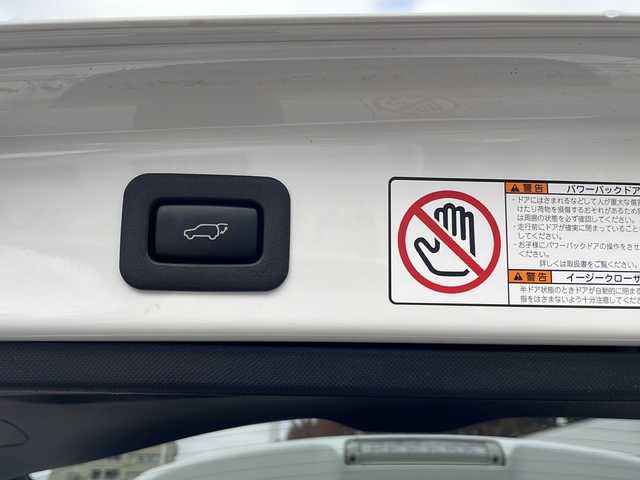 警告 パワーバックドア
・ドアにはさまれるなどして人が重大な傷害
けたり荷物を損傷するおそれがあるため
は周囲の状態を必ず確認してください。
・走行前にドアが確実に閉まっていること
してください。
・お子様にパワーバックドアの操作をさせ
ください。
詳しくは取扱書をご覧ください。
警告 イージークローサ
半ドア状態のときドアが自動的に閉まる
指をはさまないよう十分注意してくださ